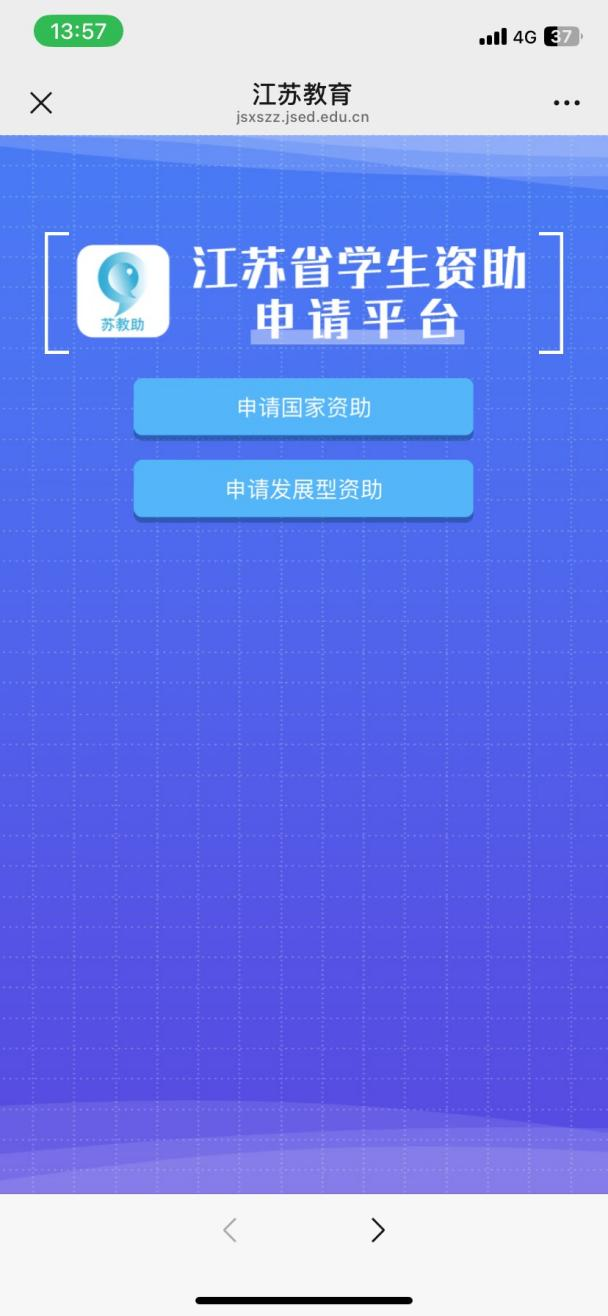 13:57
4G
37
江苏教育
jsxszz.jsed.edu.cn
苏教助
江苏省学生资助
申请平台
申请国家资助
申请发展型资助